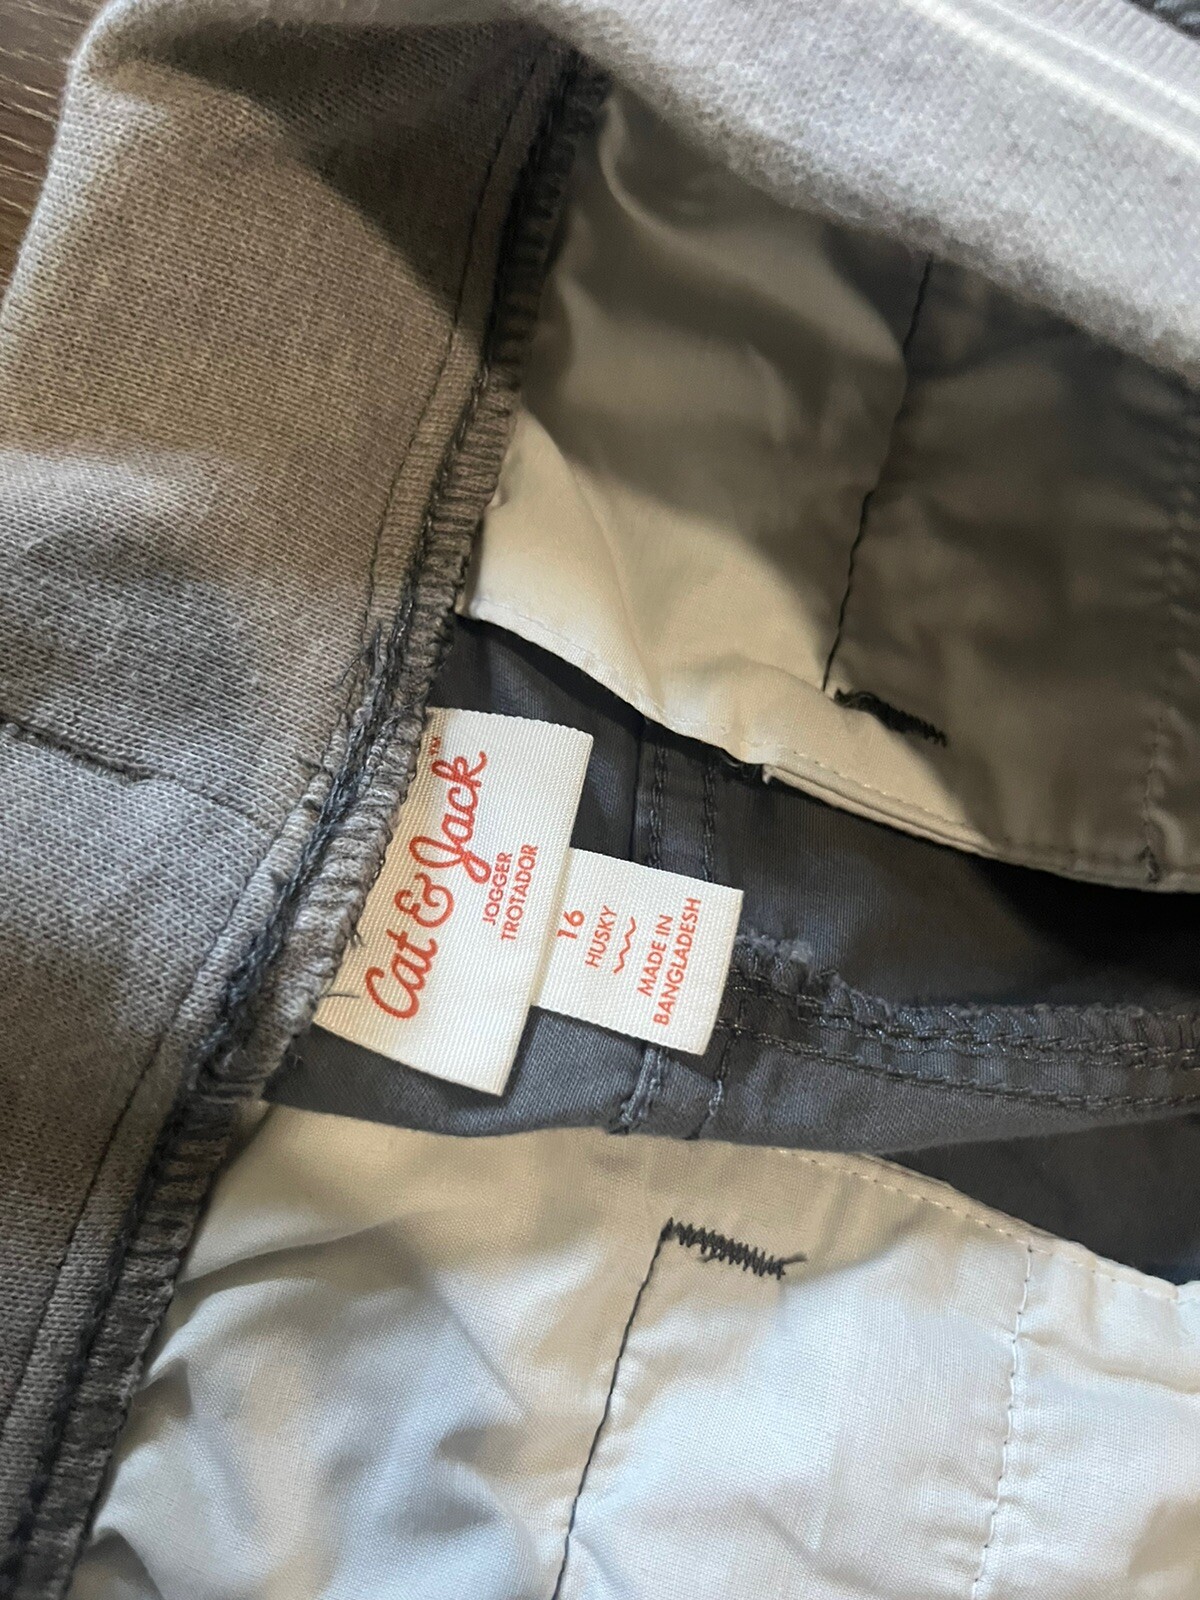 Cat & Jack™
JOGGER
TROTADOR
16
HUSKY
MADE IN
BANGLADESH